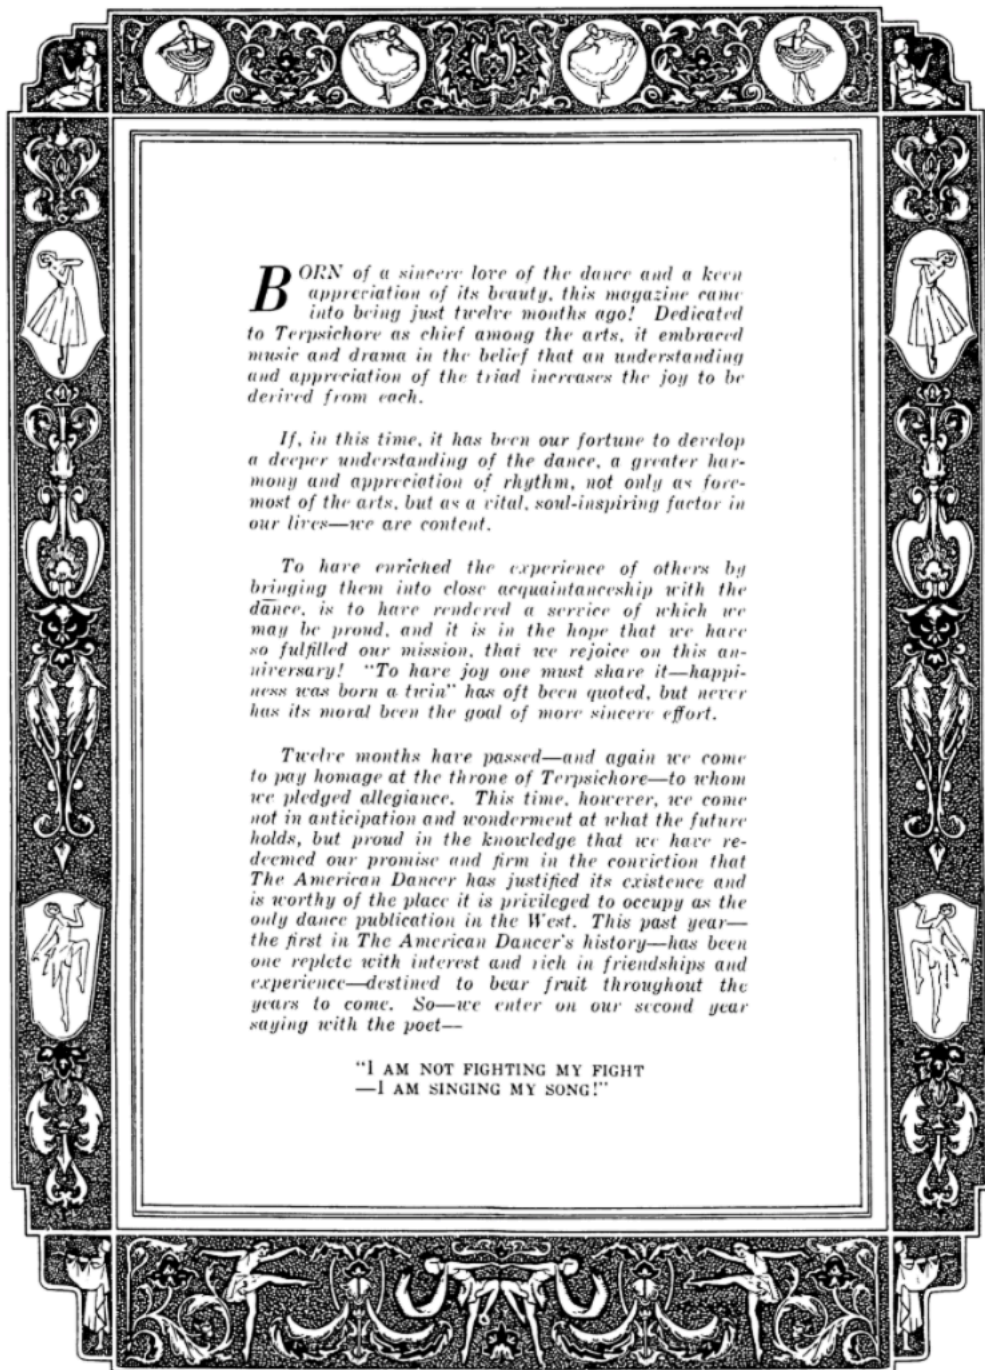 BORN of a sincere love of the dance and a keen
appreciation of its beauty, this magazine came
into being just twelve months ago! Dedicated
to Terpsichore as chief among the arts, it embraced
music and drama in the belief that an understanding
and appreciation of the triad increases the joy to be
derived from each.
If, in this time, it has been our fortune to develop
a deeper understanding of the dance, a greater har-
mony and appreciation of rhythm, not only as fore-
most of the arts, but as a vital, soul-inspiring factor in
our lives—we are content.
To have enriched the experience of others by
bringing them into close acquaintanceship with the
dance, is to have rendered a service of which we
may be proud, and it is in the hope that we have
so fulfilled our mission, that we rejoice on this an-
niversary! "To have joy one must share it—happi-
ness was born a twin" has oft been quoted, but never
has its moral been the goal of more sincere effort.
Twelve months have passed—and again we come
to pay homage at the throne of Terpsichore—to whom
we pledged allegiance. This time, however, we come
not in anticipation and wonderment at what the future
holds, but proud in the knowledge that we have re-
deemed our promise and firm in the conviction that
The American Dancer has justified its existence and
is worthy of the place it is privileged to occupy as the
only dance publication in the West. This past year—
the first in The American Dancer's history—has been
one replete with interest and rich in friendships and
experience—destined to bear fruit throughout the
years to come. So—we enter on our second year
saying with the poet—
"I AM NOT FIGHTING MY FIGHT
—I AM SINGING MY SONG!"